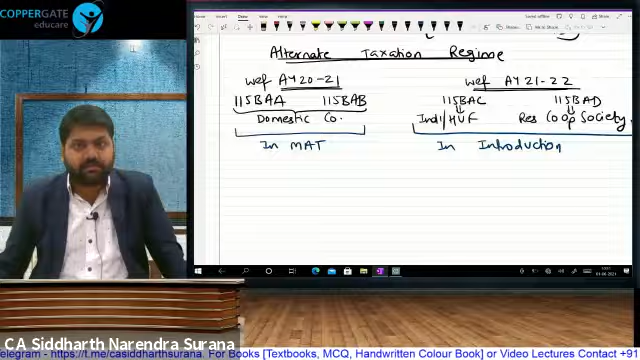 COPPERGATE
educare
Alternate Taxation Regime
wef AY 20-21
wef AY 21-22
115BAA 115BAB
115BAC 115BAD
Domestic Co.
Indi/HUF Res Co Op Society
In MAT
In Introduction
CA Siddharth Narendra Surana
elegram - https://t.me/casiddharthsurana. For Books [Textbooks, MCQ, Handwritten Colour Book] or Video Lectures Contact +91